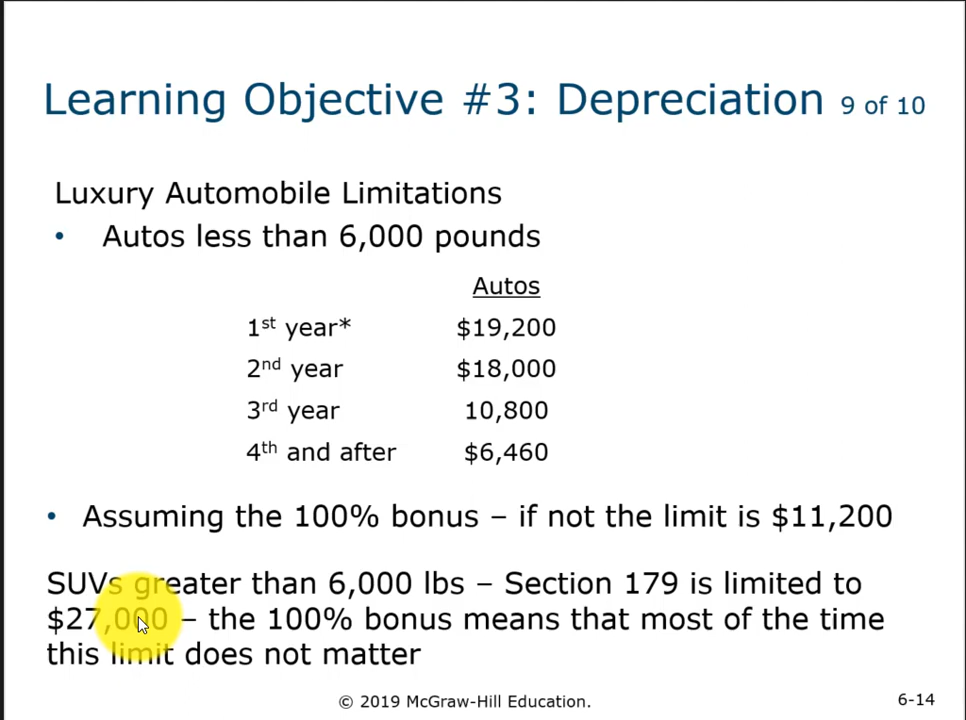 Learning Objective #3: Depreciation 9 of 10
Luxury Automobile Limitations
• Autos less than 6,000 pounds
Autos
1st year* $19,200
2nd year $18,000
3rd year 10,800
4th and after $6,460
• Assuming the 100% bonus – if not the limit is $11,200
SUVs greater than 6,000 lbs – Section 179 is limited to
$27,000 – the 100% bonus means that most of the time
this limit does not matter
© 2019 McGraw-Hill Education.
6-14